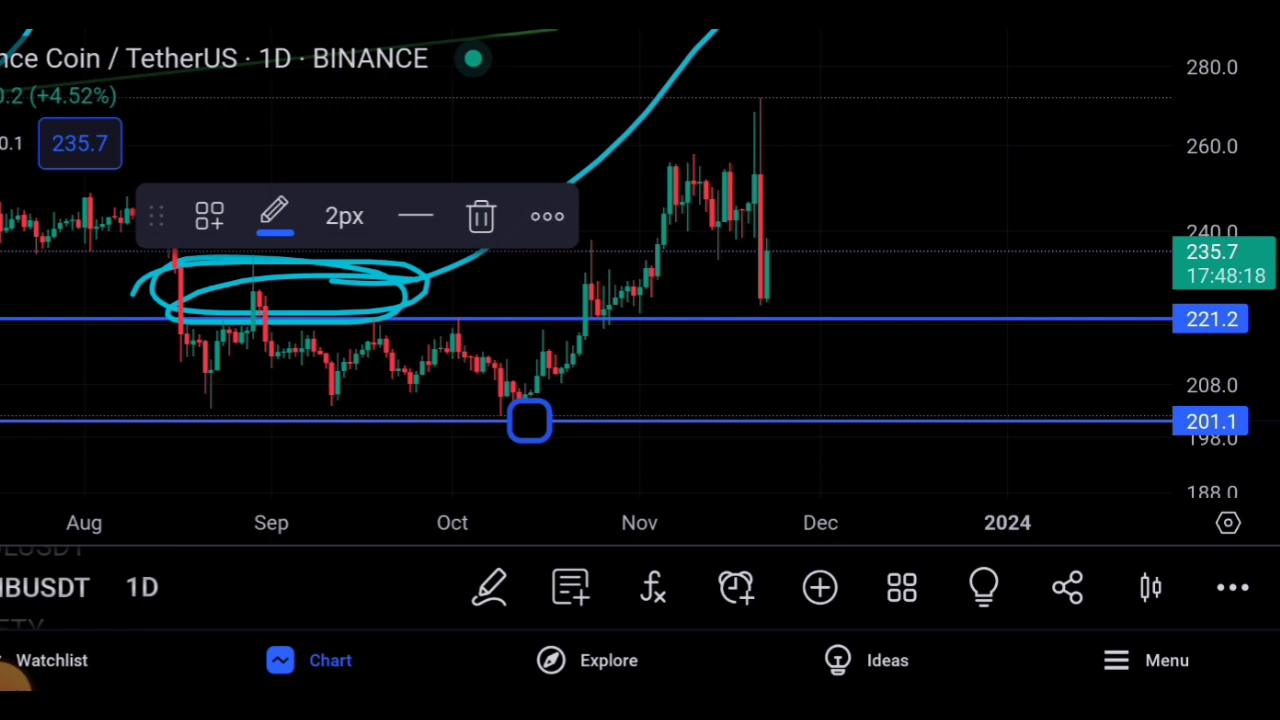 nce Coin / TetherUS · 1D · BINANCE
0.2 (+4.52%)
0.1 235.7
2px
280.0
260.0
240.0
235.7
17:48:18
221.2
208.0
201.1
198.0
188.0
Aug Sep Oct Nov Dec 2024
IBUSDT 1D
Watchlist Chart Explore Ideas Menu